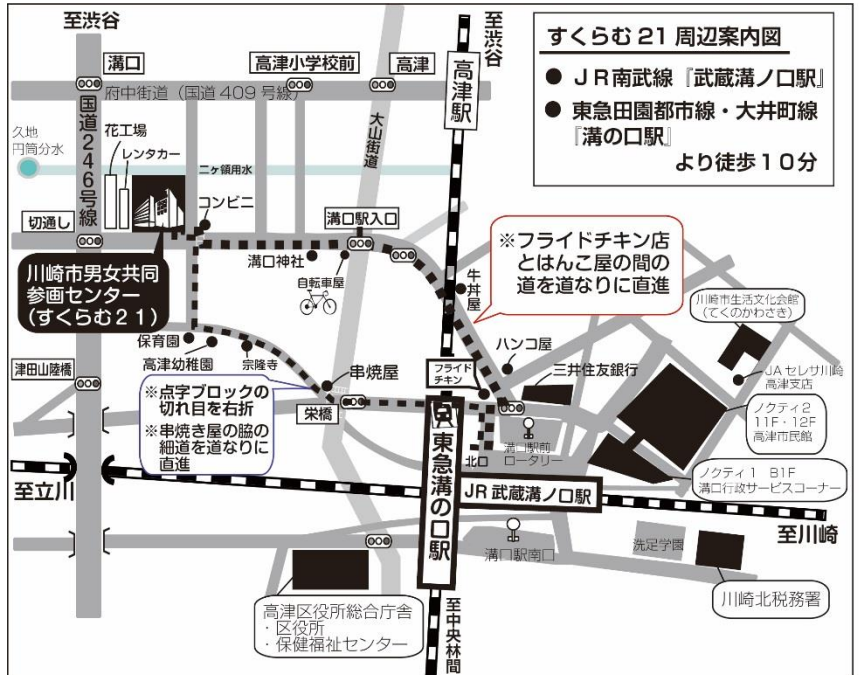 至渋谷
溝口
高津小学校前
高津
府中街道(国道409号線)
国道246号線
大山街道
至渋谷
高津駅
すくらむ21周辺案内図
● JR南武線『武蔵溝ノ口駅』
● 東急田園都市線・大井町線
『溝の口駅』
より徒歩10分
久地
円筒分水
花工場
レンタカー
二ヶ領用水
コンビニ
切通し
溝口駅入口
溝口神社
自転車屋
川崎市男女共同
参画センター
(すくらむ21)
※フライドチキン店
とはんこ屋の間の
道を道なりに直進
牛丼屋
ハンコ屋
三井住友銀行
フライド
チキン
川崎市生活文化会館
(てくのかわさき)
JAセレサ川崎
高津支店
ノクティ2
11F・12F
高津市民館
ノクティ1 B1F
溝口行政サービスコーナー
保育園
高津幼稚園
宗隆寺
串焼屋
津田山陸橋
※点字ブロックの
切れ目を右折
※串焼き屋の脇の
細道を道なりに
直進
栄橋
北口
溝口駅前
ロータリー
東急溝の口駅
JR武蔵溝ノ口駅
至立川
至川崎
溝口駅南口
洗足学園
川崎北税務署
高津区役所総合庁舎
・区役所
・保健福祉センター
至中央林間